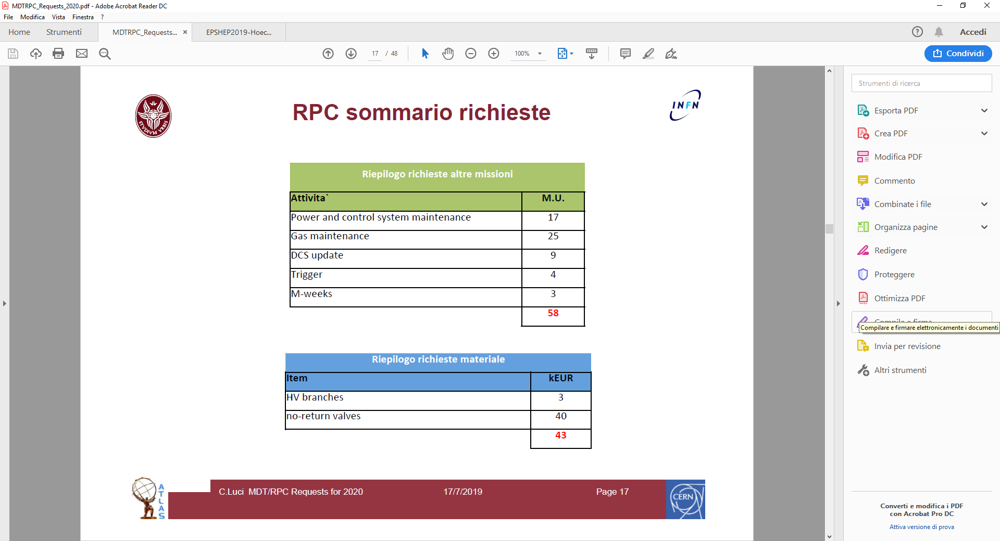 MDTRPC_Requests_2020.pdf - Adobe Acrobat Reader DC
File Modifica Vista Finestra ?
Home Strumenti MDTRPC_Requests... × EPSHEP2019-Hoec... Accedi
17 / 48 100% Condividi
STVDIVM VRBIS
RPC sommario richieste
INFN
Riepilogo richieste altre missioni
Attivita` M.U.
Power and control system maintenance 17
Gas maintenance 25
DCS update 9
Trigger 4
M-weeks 3
58
Riepilogo richieste materiale
Item kEUR
HV branches 3
no-return valves 40
43
ATLAS
C.Luci MDT/RPC Requests for 2020 17/7/2019 Page 17
CERN
Strumenti di ricerca
Esporta PDF
Crea PDF
Modifica PDF
Commento
Combinate i file
Organizza pagine
Redigere
Proteggere
Ottimizza PDF
Compila e firma
Compilare e firmare elettronicamente i documenti
Invia per revisione
Altri strumenti
Converti e modifica i PDF
con Acrobat Pro DC
Attiva versione di prova